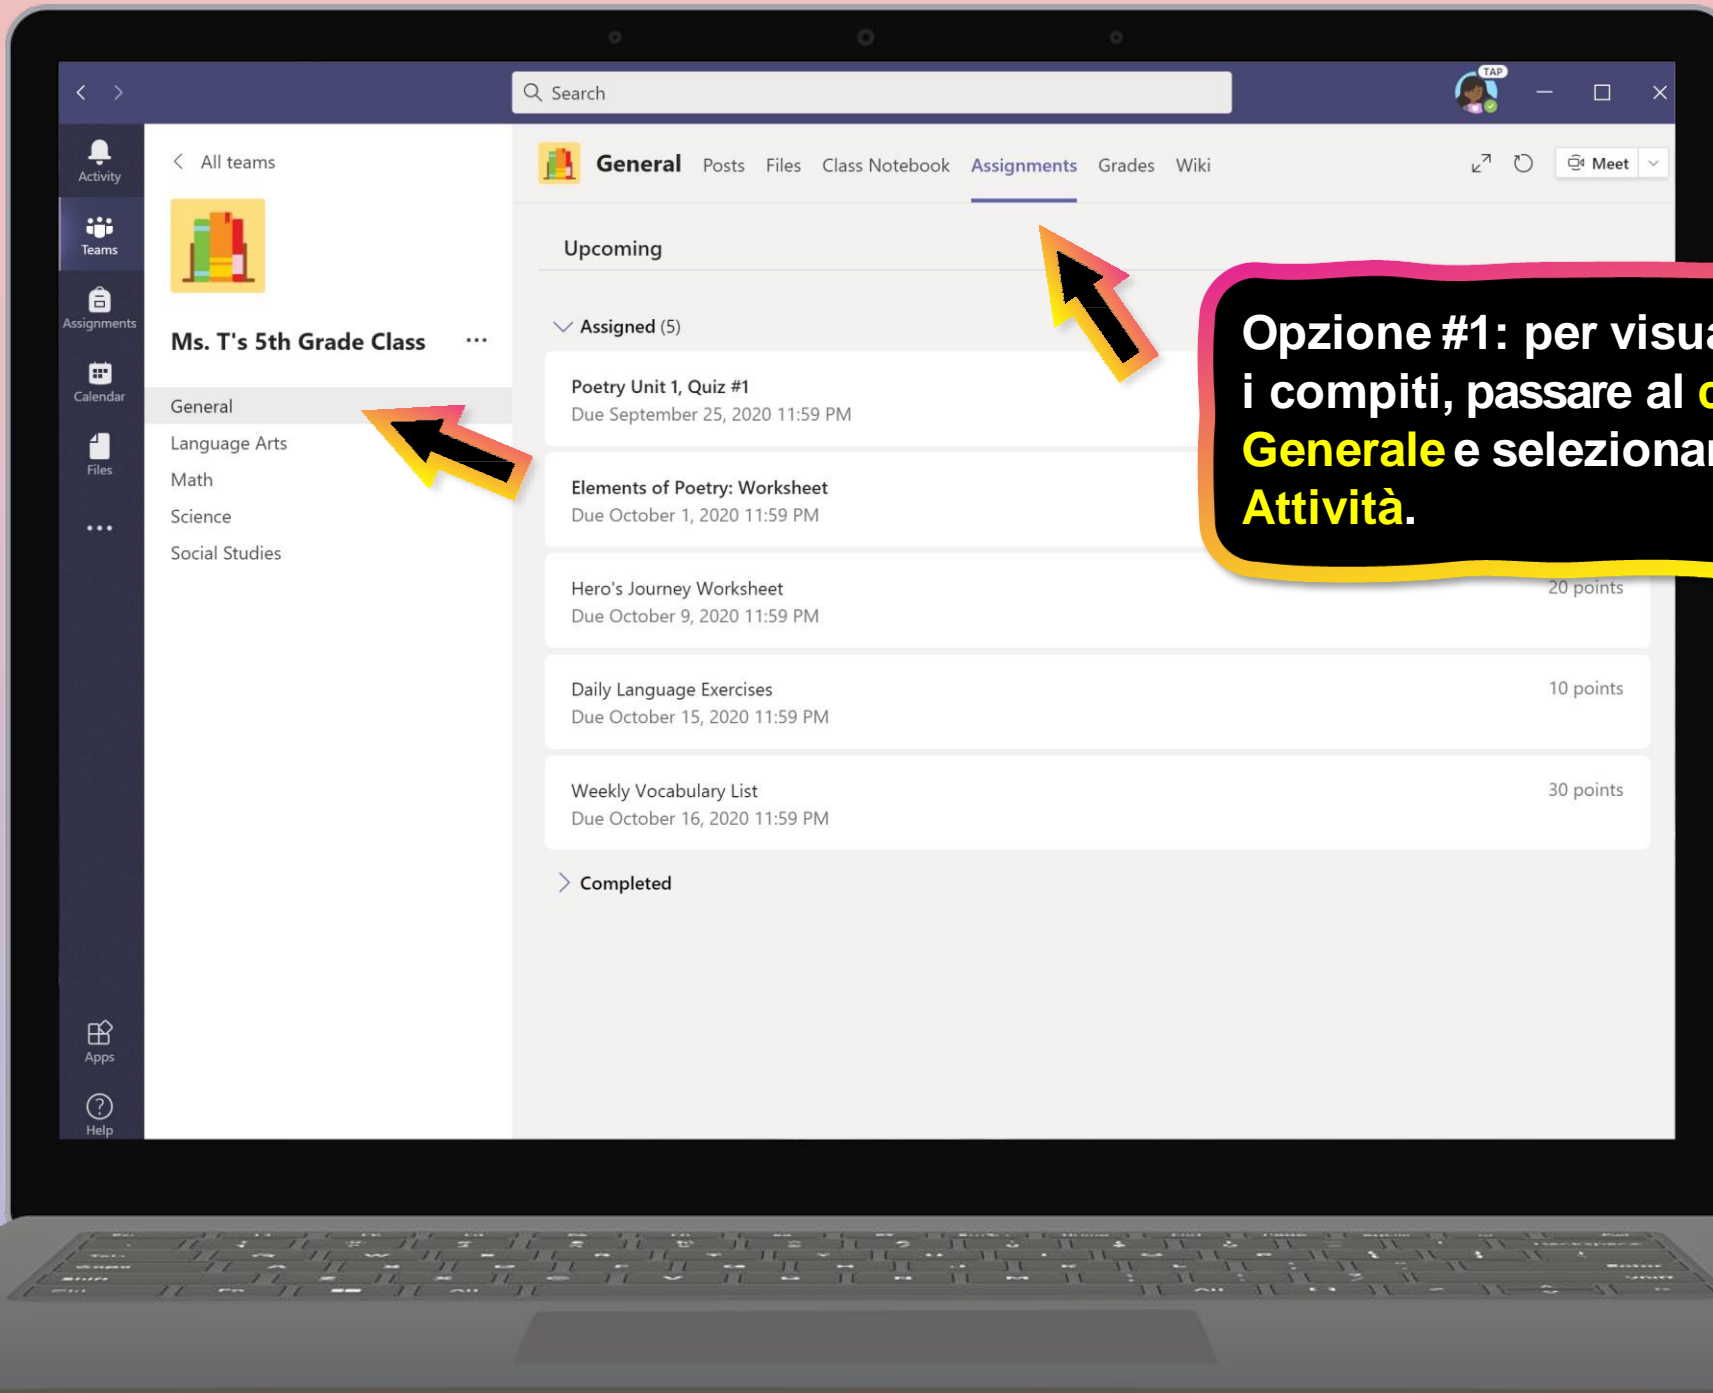 Search
TAP
Activity
Teams
Assignments
Calendar
Files
Apps
Help
All teams
Ms. T's 5th Grade Class
General
Language Arts
Math
Science
Social Studies
General Posts Files Class Notebook Assignments Grades Wiki
Meet
Upcoming
Assigned (5)
Poetry Unit 1, Quiz #1
Due September 25, 2020 11:59 PM
Elements of Poetry: Worksheet
Due October 1, 2020 11:59 PM
Hero's Journey Worksheet
20 points
Due October 9, 2020 11:59 PM
Daily Language Exercises
10 points
Due October 15, 2020 11:59 PM
Weekly Vocabulary List
30 points
Due October 16, 2020 11:59 PM
Completed
Opzione #1: per
i compiti, passare al
Generale e
Attività.